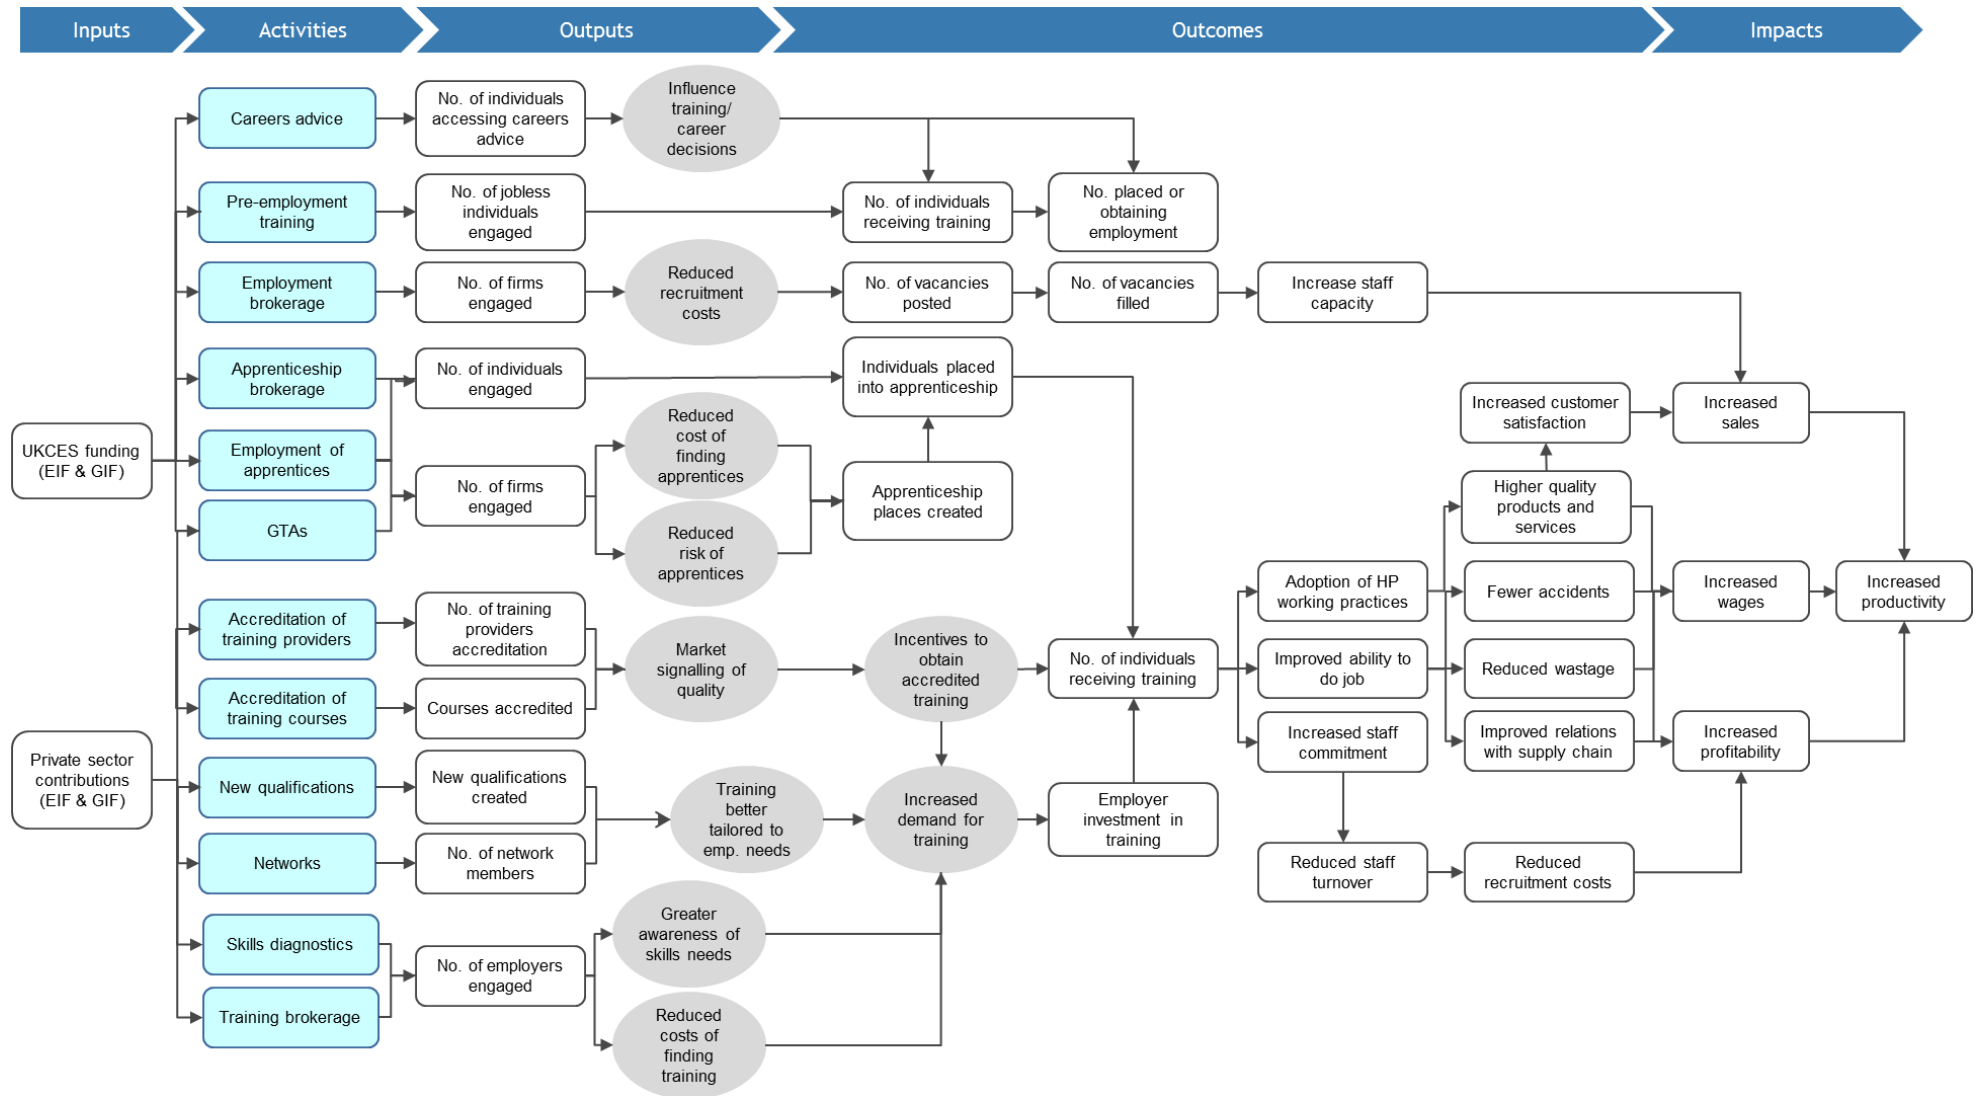 Inputs
Activities
Outputs
Outcomes
Impacts
Careers advice
No. of individuals
accessing careers
advice
Influence
training/
career
decisions
Pre-employment
training
No. of jobless
individuals
engaged
No. of individuals
receiving training
No. placed or
obtaining
employment
Employment
brokerage
No. of firms
engaged
Reduced
recruitment
costs
No. of vacancies
posted
No. of vacancies
filled
Increase staff
capacity
Apprenticeship
brokerage
No. of individuals
engaged
Individuals placed
into apprenticeship
Increased customer
satisfaction
Increased
sales
UKCES funding
(EIF & GIF)
Employment of
apprentices
Reduced
cost of
finding
apprentices
No. of firms
engaged
Apprenticeship
places created
Higher quality
products and
services
GTAs
Reduced
risk of
apprentices
Adoption of HP
working practices
Fewer accidents
Increased
wages
Increased
productivity
Accreditation of
training providers
No. of training
providers
accreditation
Market
signalling of
quality
Incentives to
obtain
accredited
training
No. of individuals
receiving training
Improved ability to
do job
Reduced wastage
Accreditation of
training courses
Courses accredited
Increased staff
commitment
Improved relations
with supply chain
Increased
profitability
Private sector
contributions
(EIF & GIF)
New qualifications
New qualifications
created
Training
better
tailored to
emp. needs
Increased
demand for
training
Employer
investment in
training
Networks
No. of network
members
Reduced staff
turnover
Reduced
recruitment costs
Skills diagnostics
Greater
awareness of
skills needs
No. of employers
engaged
Training brokerage
Reduced
costs of
finding
training